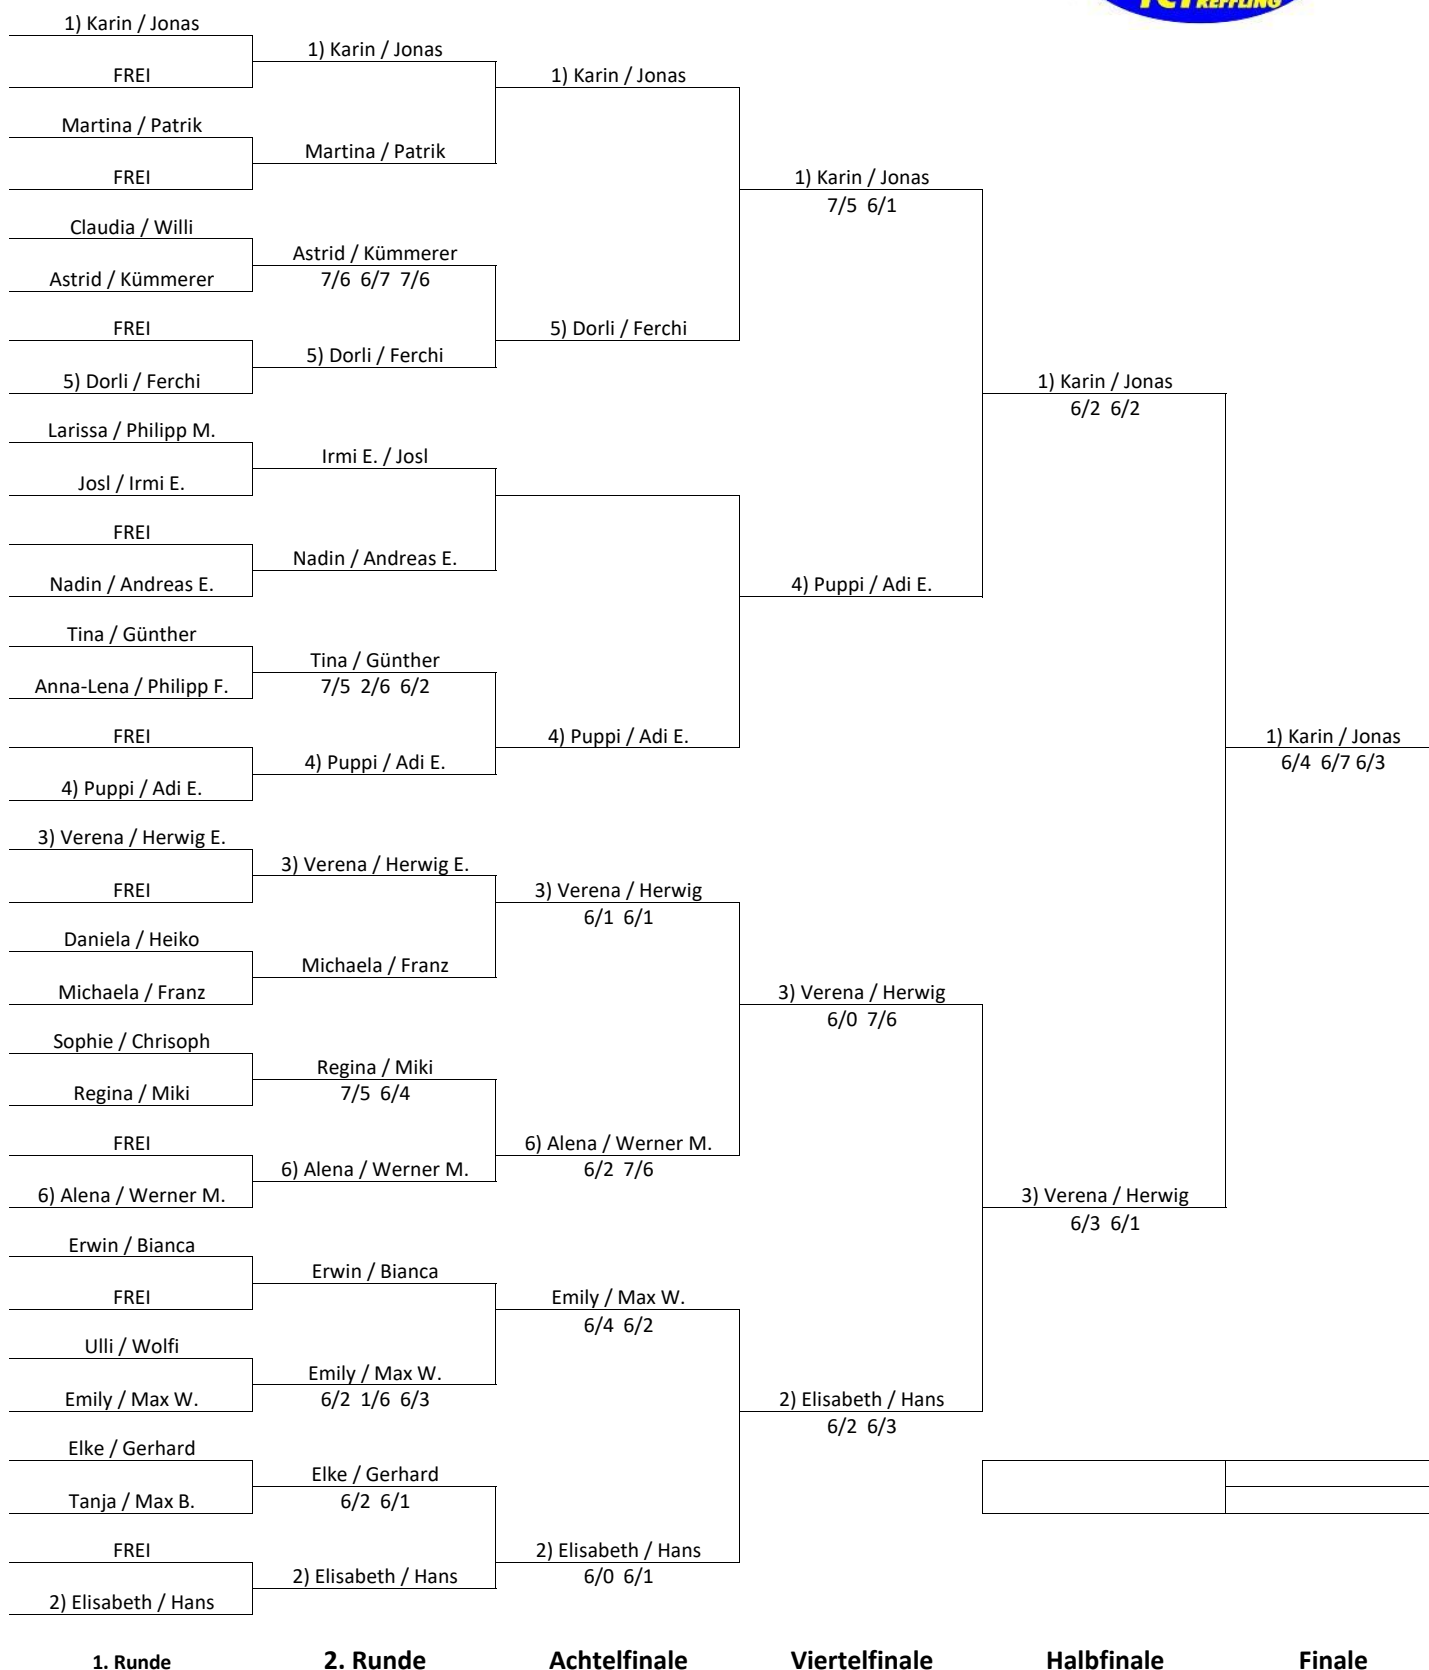 TCTREFFLING
1) Karin / Jonas
FREI
Martina / Patrik
FREI
Claudia / Willi
Astrid / Kümmerer
FREI
5) Dorli / Ferchi
Larissa / Philipp M.
Josl / Irmi E.
FREI
Nadin / Andreas E.
Tina / Günther
Anna-Lena / Philipp F.
FREI
4) Puppi / Adi E.
3) Verena / Herwig E.
FREI
Daniela / Heiko
Michaela / Franz
Sophie / Chrisoph
Regina / Miki
FREI
6) Alena / Werner M.
Erwin / Bianca
FREI
Ulli / Wolfi
Emily / Max W.
Elke / Gerhard
Tanja / Max B.
FREI
2) Elisabeth / Hans
1. Runde
1) Karin / Jonas
Martina / Patrik
Astrid / Kümmerer
7/6 6/7 7/6
5) Dorli / Ferchi
Irmi E. / Josl
Nadin / Andreas E.
Tina / Günther
7/5 2/6 6/2
4) Puppi / Adi E.
3) Verena / Herwig E.
Michaela / Franz
Regina / Miki
7/5 6/4
6) Alena / Werner M.
Erwin / Bianca
Emily / Max W.
6/2 1/6 6/3
Elke / Gerhard
6/2 6/1
2) Elisabeth / Hans
2. Runde
1) Karin / Jonas
5) Dorli / Ferchi
4) Puppi / Adi E.
3) Verena / Herwig
6/1 6/1
6) Alena / Werner M.
6/2 7/6
Emily / Max W.
6/4 6/2
2) Elisabeth / Hans
6/0 6/1
Achtelfinale
1) Karin / Jonas
7/5 6/1
4) Puppi / Adi E.
3) Verena / Herwig
6/0 7/6
2) Elisabeth / Hans
6/2 6/3
Viertelfinale
1) Karin / Jonas
6/2 6/2
3) Verena / Herwig
6/3 6/1
Halbfinale
1) Karin / Jonas
6/4 6/7 6/3
Finale